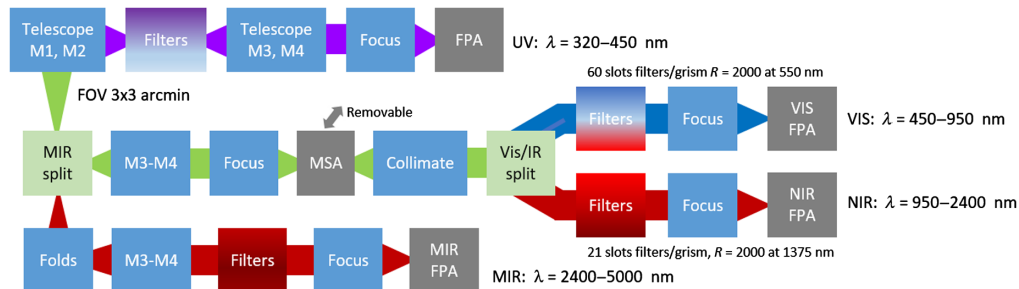 Telescope
M1, M2
Filters
Telescope
M3, M4
Focus
FPA
UV: λ = 320–450 nm
FOV 3x3 arcmin
Removable
60 slots filters/grism R = 2000 at 550 nm
Filters
Focus
VIS
FPA
VIS: λ = 450–950 nm
MIR
split
M3-M4
Focus
MSA
Collimate
Vis/IR
split
Filters
Focus
NIR
FPA
NIR: λ = 950–2400 nm
21 slots filters/grism, R = 2000 at 1375 nm
Folds
M3-M4
Filters
Focus
MIR
FPA
MIR: λ = 2400–5000 nm